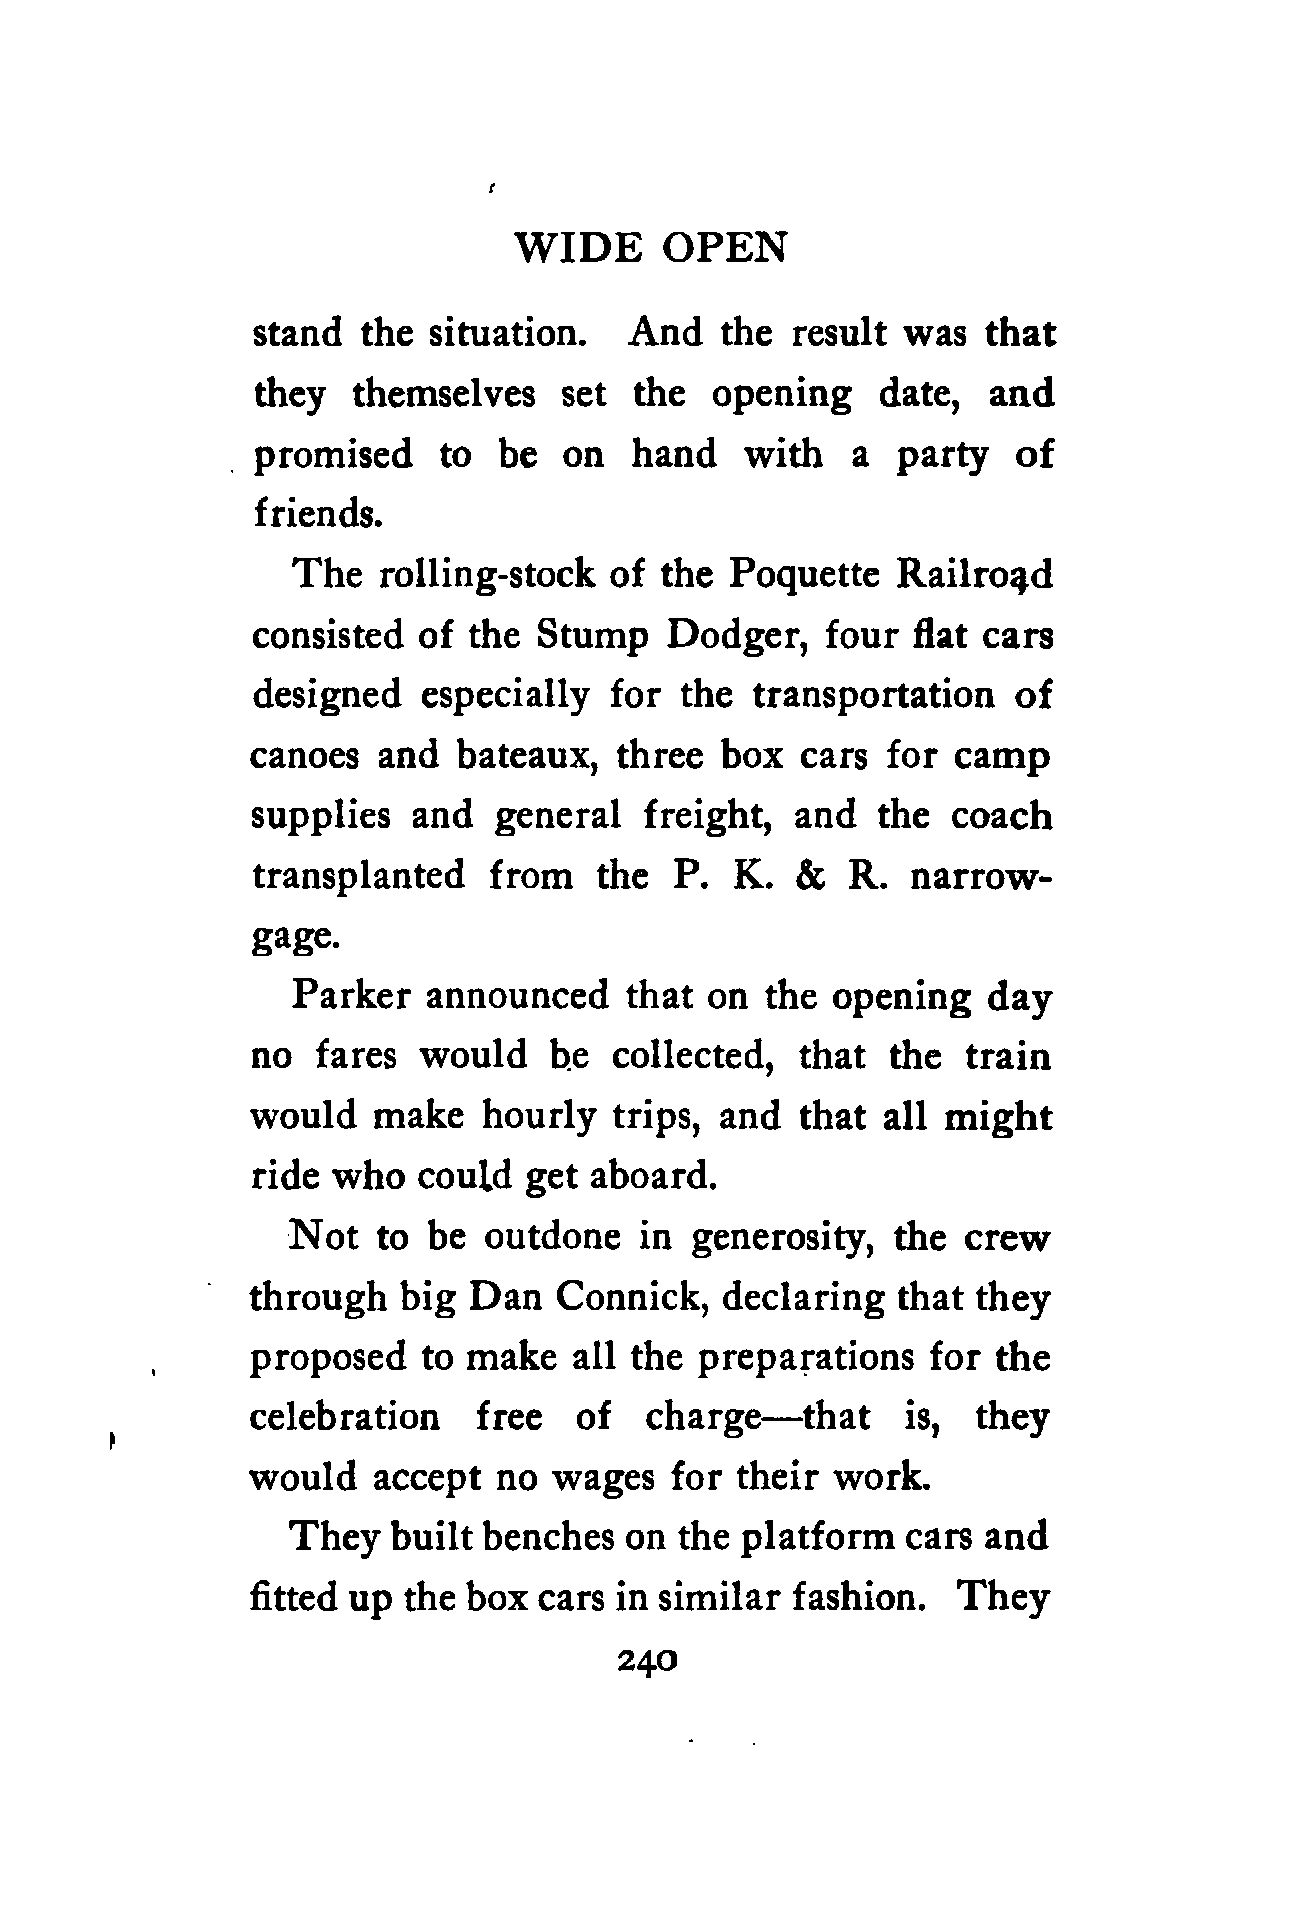 WIDE OPEN
stand the situation. And the result was that
they themselves set the opening date, and
promised to be on hand with a party of
friends.
The rolling-stock of the Poquette Railroad
consisted of the Stump Dodger, four flat cars
designed especially for the transportation of
canoes and bateaux, three box cars for camp
supplies and general freight, and the coach
transplanted from the P. K. & R. narrow-
gage.
Parker announced that on the opening day
no fares would be collected, that the train
would make hourly trips, and that all might
ride who could get aboard.
Not to be outdone in generosity, the crew
through big Dan Connick, declaring that they
proposed to make all the preparations for the
celebration free of charge—that is, they
would accept no wages for their work.
They built benches on the platform cars and
fitted up the box cars in similar fashion. They
240